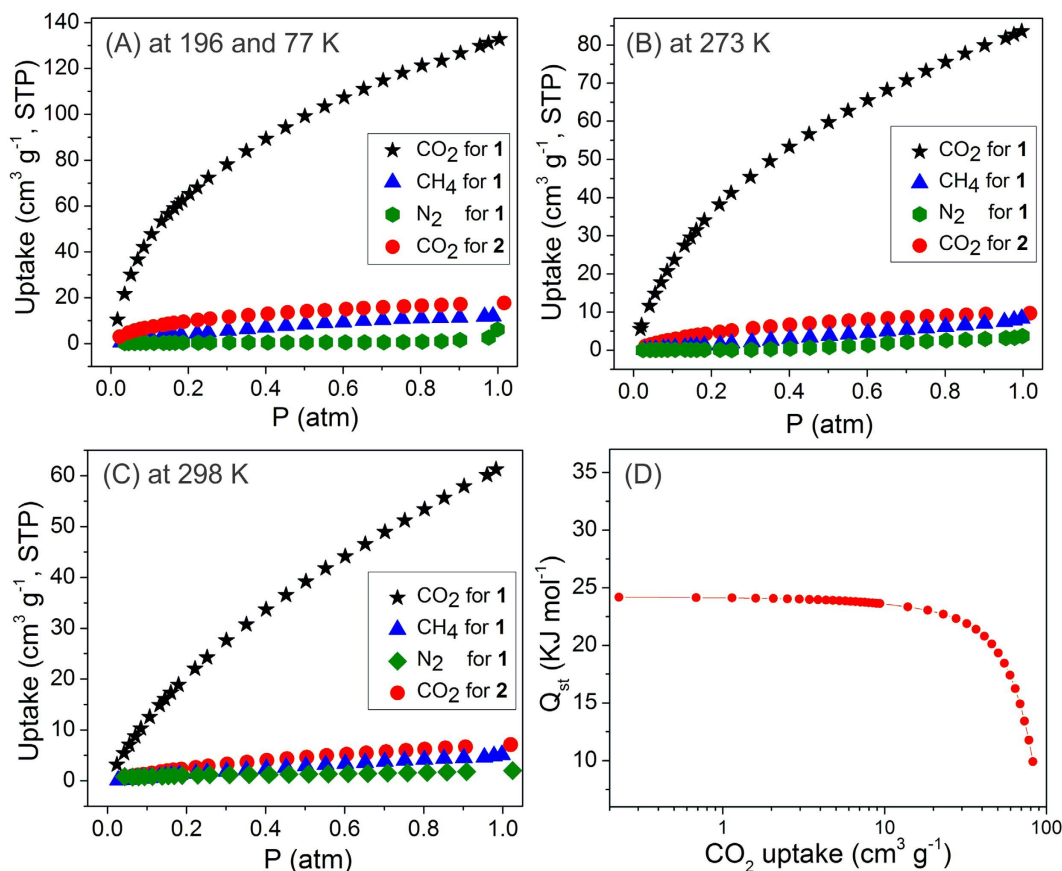 (A) at 196 and 77 K
Uptake (cm³ g⁻¹, STP)
140
120
100
80
60
40
20
0
★ CO₂ for 1
▲ CH₄ for 1
⬢ N₂ for 1
● CO₂ for 2
0.0 0.2 0.4 0.6 0.8 1.0
P (atm)
(B) at 273 K
Uptake (cm³ g⁻¹, STP)
80
70
60
50
40
30
20
10
0
★ CO₂ for 1
▲ CH₄ for 1
⬢ N₂ for 1
● CO₂ for 2
0.0 0.2 0.4 0.6 0.8 1.0
P (atm)
(C) at 298 K
Uptake (cm³ g⁻¹, STP)
60
50
40
30
20
10
0
★ CO₂ for 1
▲ CH₄ for 1
◆ N₂ for 1
● CO₂ for 2
0.0 0.2 0.4 0.6 0.8 1.0
P (atm)
(D)
Qst (KJ mol⁻¹)
35
30
25
20
15
10
1 10 100
CO₂ uptake (cm³ g⁻¹)